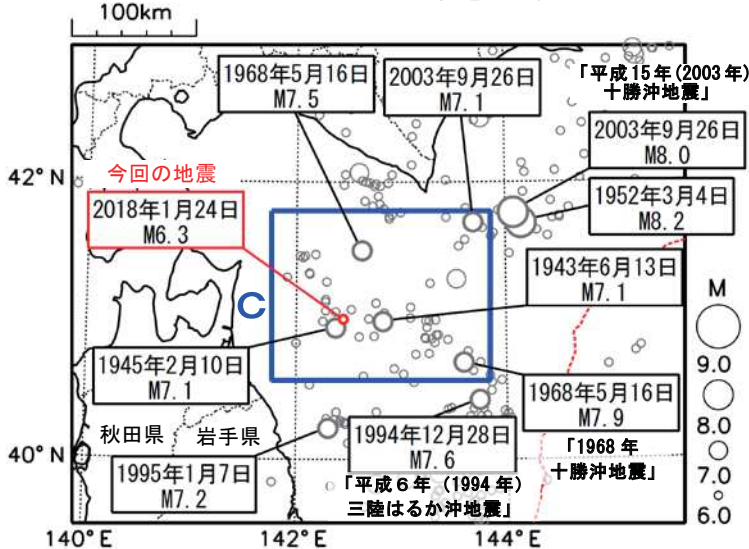 100km
1968年5月16日
M7.5
2003年9月26日
M7.1
「平成15年(2003年)
十勝沖地震」
2003年9月26日
M8.0
42°N
今回の地震
2018年1月24日
M6.3
1952年3月4日
M8.2
C
1943年6月13日
M7.1
M
9.0
8.0
7.0
6.0
1945年2月10日
M7.1
1968年5月16日
M7.9
「1968年
十勝沖地震」
秋田県
岩手県
1994年12月28日
M7.6
「平成6年（1994年）
三陸はるか沖地震」
40°N
1995年1月7日
M7.2
140°E
142°E
144°E